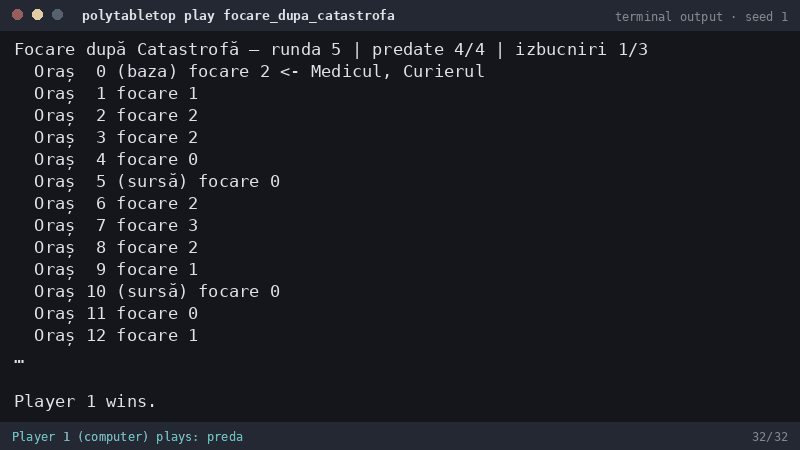 polytabletop play focare_dupa_catastrofa
terminal output · seed 1
Focare după Catastrofă — runda 5 | predate 4/4 | izbucniri 1/3
Oraș  0 (baza) focare 2 <- Medicul, Curierul
Oraș  1 focare 1
Oraș  2 focare 2
Oraș  3 focare 2
Oraș  4 focare 0
Oraș  5 (sursă) focare 0
Oraș  6 focare 2
Oraș  7 focare 3
Oraș  8 focare 2
Oraș  9 focare 1
Oraș 10 (sursă) focare 0
Oraș 11 focare 0
Oraș 12 focare 1
…
Player 1 wins.
Player 1 (computer) plays: preda
32/32